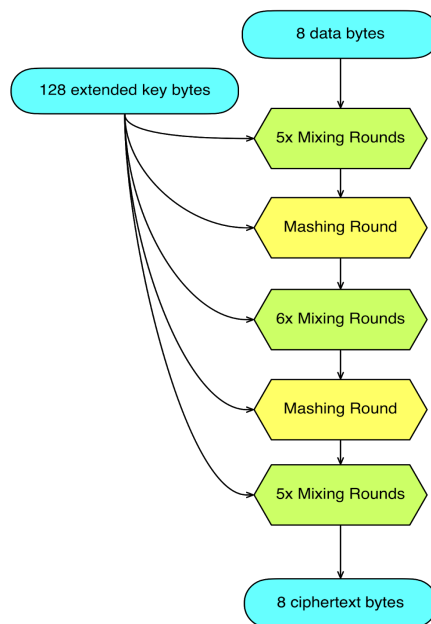 8 data bytes
128 extended key bytes
5x Mixing Rounds
Mashing Round
6x Mixing Rounds
Mashing Round
5x Mixing Rounds
8 ciphertext bytes